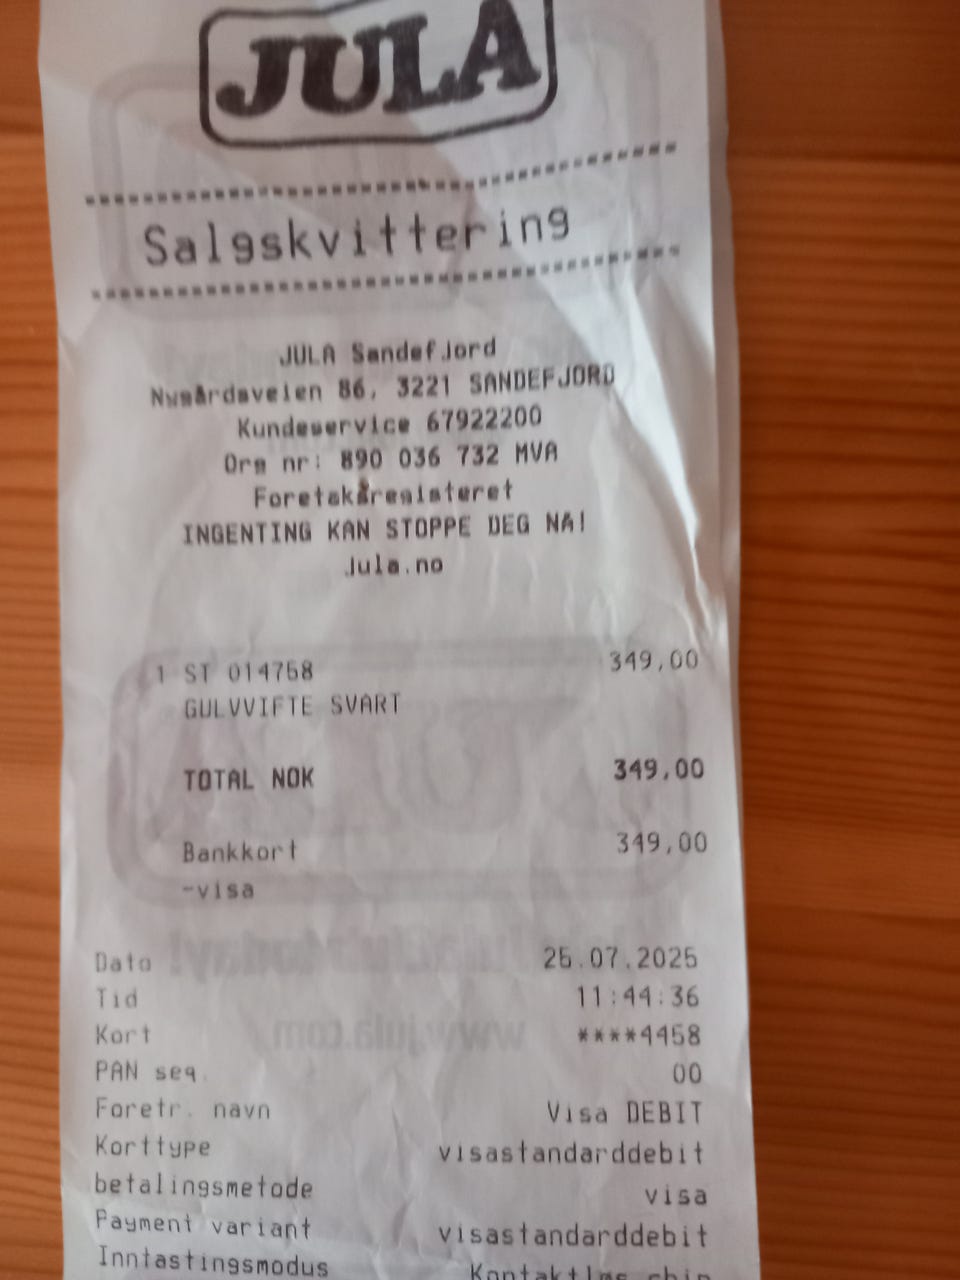 JULA
Salgskvittering
JULA Sandefjord
Nygårdsveien 86, 3221 SANDEFJORD
Kundeservice 67922200
Org nr: 890 036 732 MVA
Foretaksregisteret
INGENTING KAN STOPPE DEG NÅ!
Jula.no
1 ST 014758 349,00
GULVVIFTE SVART
TOTAL NOK 349,00
Bankkort 349,00
-visa
Dato 25.07.2025
Tid 11:44:36
Kort ****4458
PAN seq. 00
Foretr. navn Visa DEBIT
Korttype visastandarddebit
betalingsmetode visa
Payment variant visastandarddebit
Inntastingsmodus Kontaktløs chip